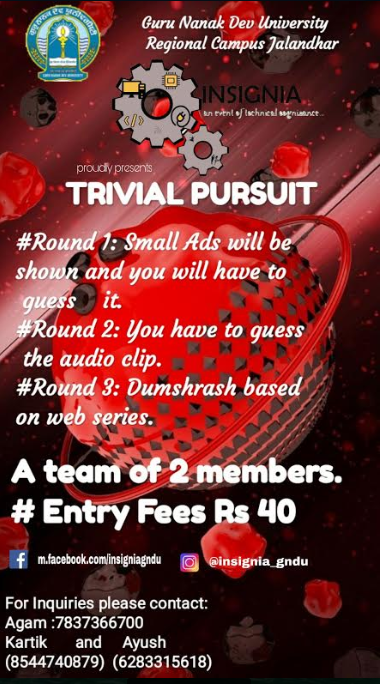 Guru Nanak Dev University
Regional Campus Jalandhar
INSIGNIA
an event of technical cognizance...
proudly presents
TRIVIAL PURSUIT
#Round 1: Small Ads will be
shown and you will have to
guess it.
#Round 2: You have to guess
the audio clip.
#Round 3: Dumshrash based
on web series.
A team of 2 members.
# Entry Fees Rs 40
m.facebook.com/insigniagndu
@insignia_gndu
For Inquiries please contact:
Agam :7837366700
Kartik and Ayush
(8544740879) (6283315618)